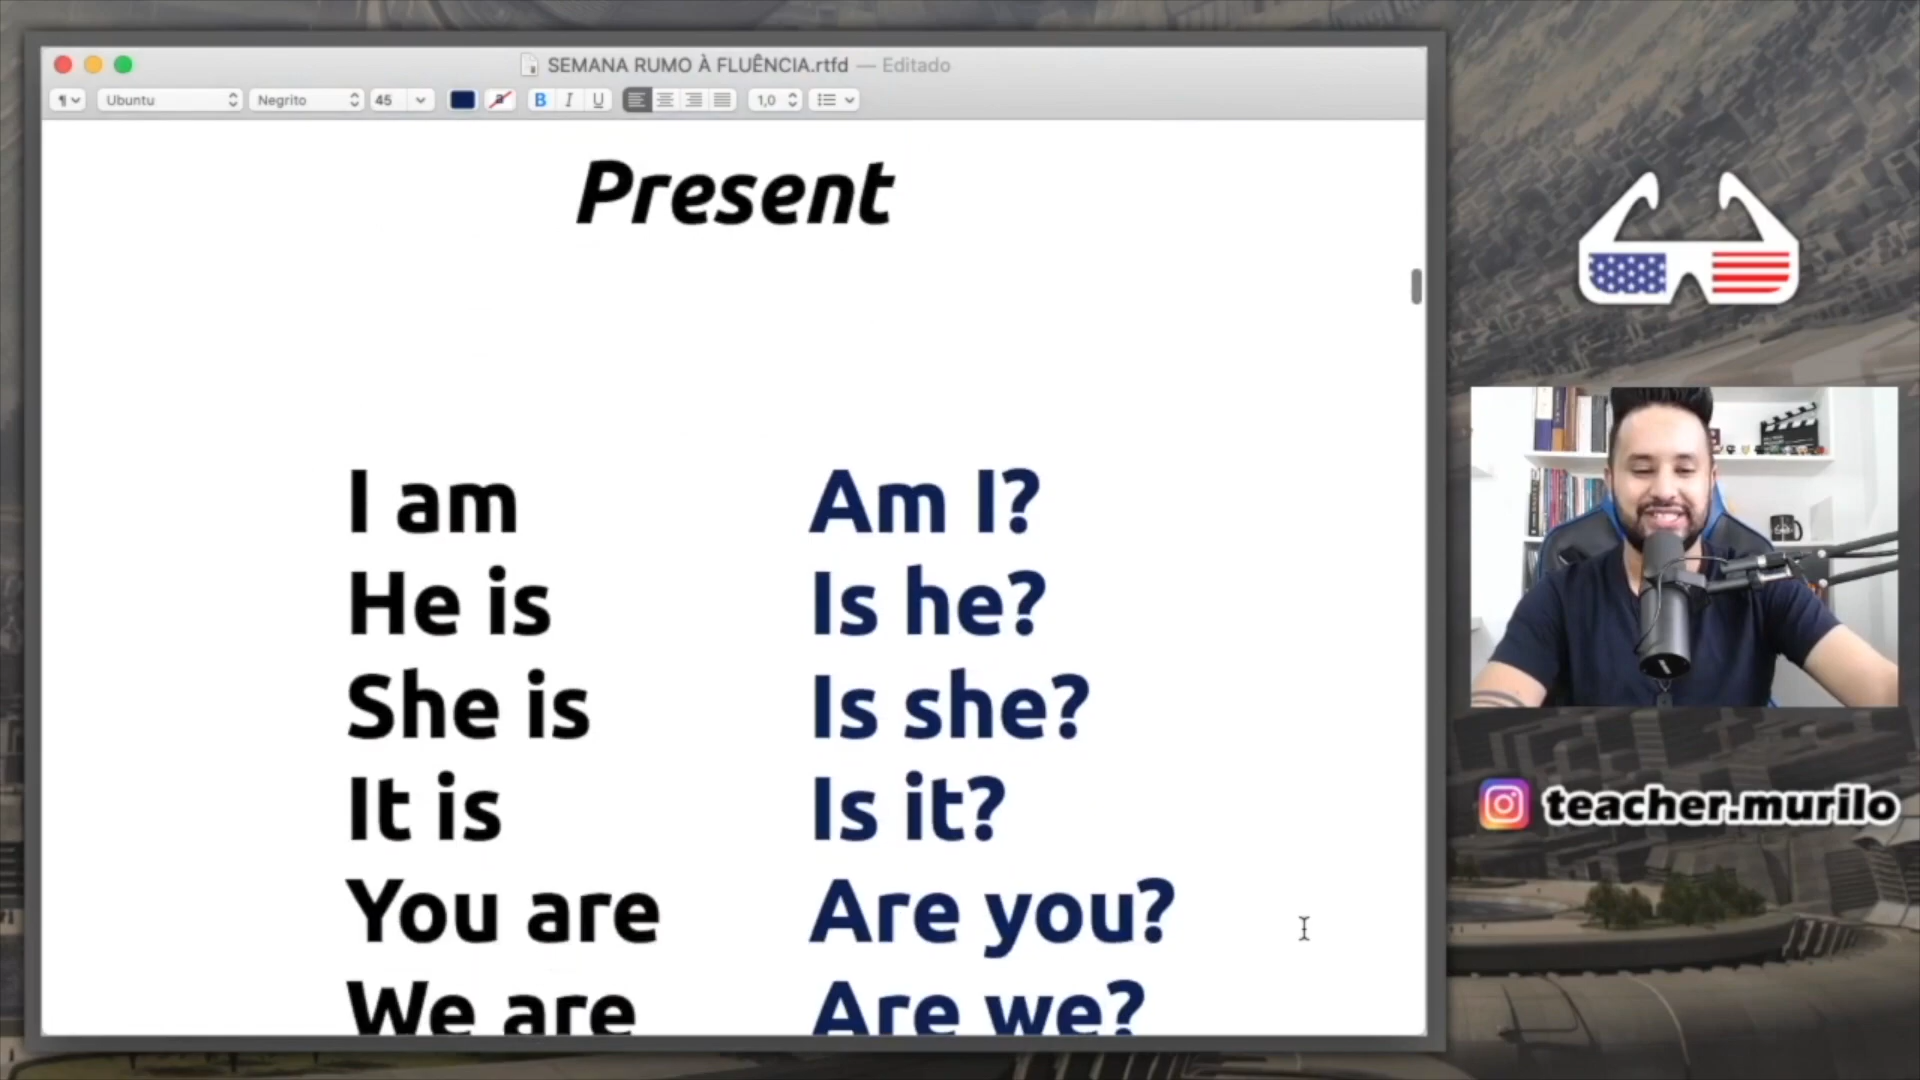 SEMANA RUMO À FLUÊNCIA.rtfd — Editado
Ubuntu Negrito 45 B I U 1,0
Present
I am Am I?
He is Is he?
She is Is she?
It is Is it?
You are Are you?
We are Are we?
teacher.murilo